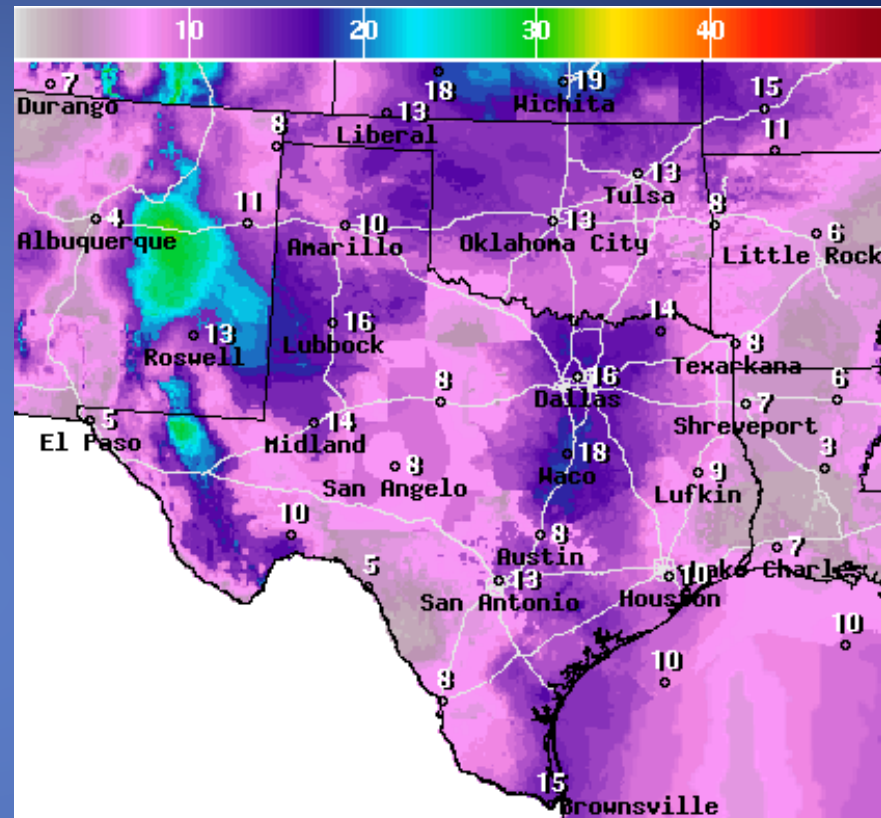 10 20 30 40
7
Durango
18
19
Wichita
13
Liberal
15
8
11
13
Tulsa
4
Albuquerque
11
10
Amarillo
13
Oklahoma City
8
6
Little Rock
13
Roswell
16
Lubbock
14
8
Texarkana
5
El Paso
14
Midland
8
16
Dallas
7
Shreveport
6
8
San Angelo
18
Waco
9
Lufkin
3
10
8
Austin
7
Lake Charles
5
13
San Antonio
10
Houston
10
10
8
15
Brownsville